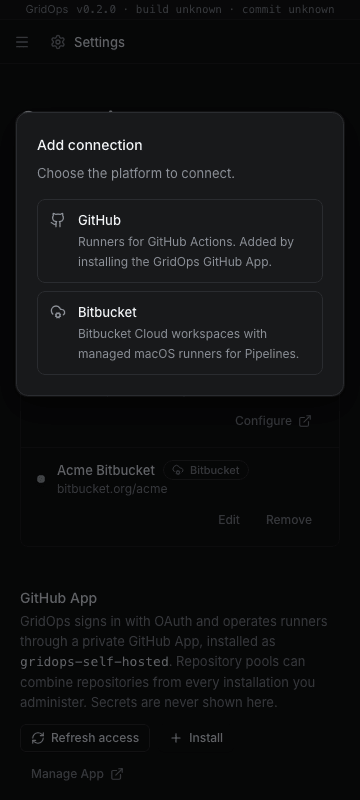 GridOps v0.2.0 · build unknown · commit unknown
Settings
Add connection
Choose the platform to connect.
GitHub
Runners for GitHub Actions. Added by
installing the GridOps GitHub App.
Bitbucket
Bitbucket Cloud workspaces with
managed macOS runners for Pipelines.
Configure
Acme Bitbucket
Bitbucket
bitbucket.org/acme
Edit
Remove
GitHub App
GridOps signs in with OAuth and operates runners
through a private GitHub App, installed as
gridops-self-hosted. Repository pools can
combine repositories from every installation you
administer. Secrets are never shown here.
Refresh access
Install
Manage App